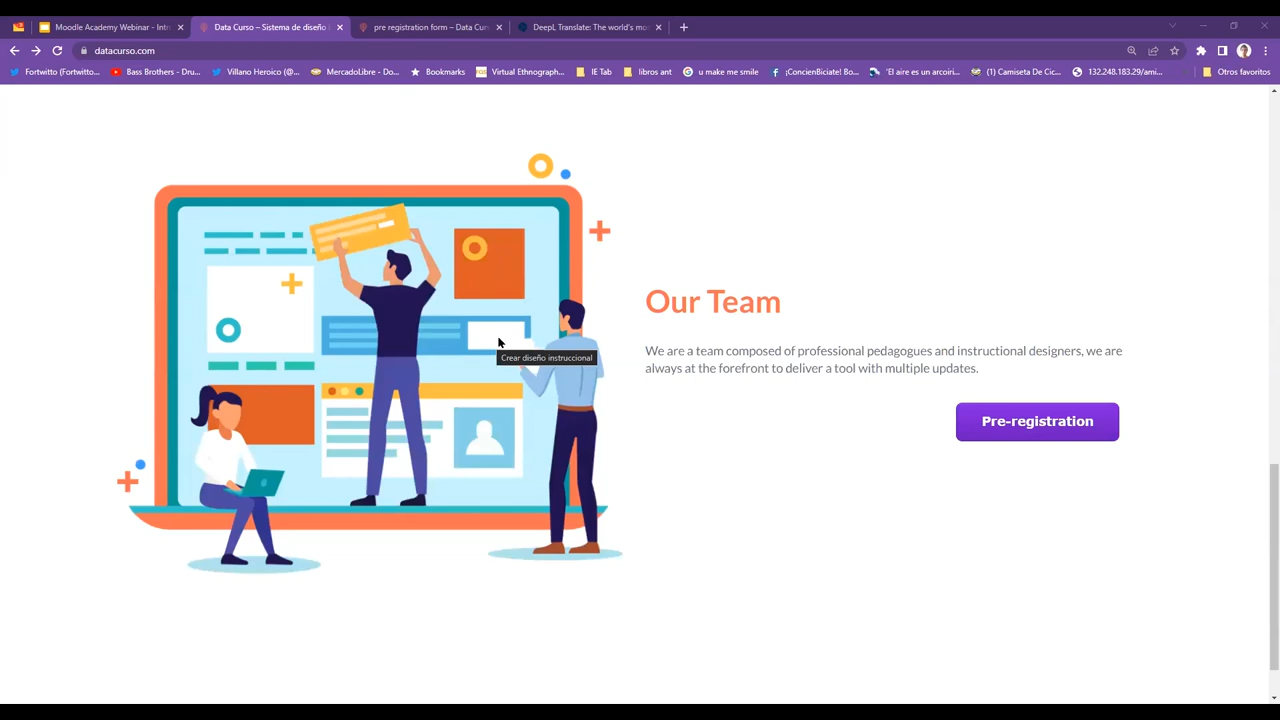 Moodle Academy Webinar - Intr
Data Curso – Sistema de diseño i
pre registration form – Data Cur
DeepL Translate: The world's mo
datacurso.com
Fortwitto (Fortwitto...
Bass Brothers - Dru...
Villano Heroico (@...
MercadoLibre - Do...
Bookmarks
Virtual Ethnograph...
IE Tab
libros ant
u make me smile
¡ConcienBiciate! Bo...
'El aire es un arcoiri...
(1) Camiseta De Cic...
132.248.183.29/ami...
Otros favoritos
Our Team
We are a team composed of professional pedagogues and instructional designers, we are
always at the forefront to deliver a tool with multiple updates.
Crear diseño instruccional
Pre-registration